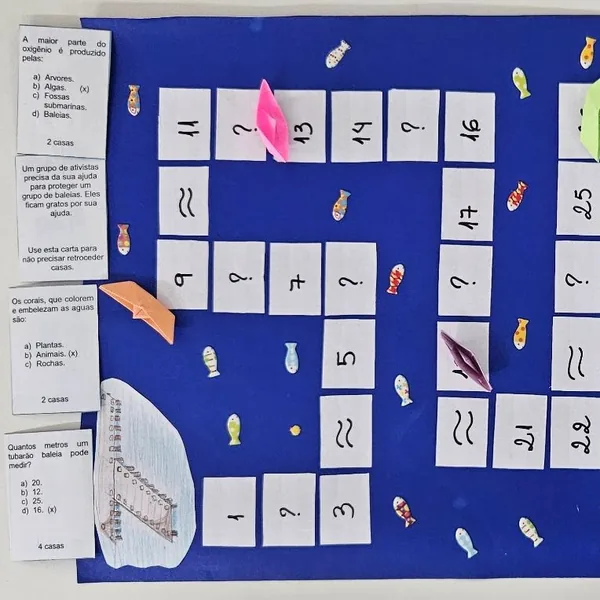 A maior parte do
oxigênio é produzido
pelas:
a) Arvores.
b) Algas. (x)
c) Fossas
submarinas.
d) Baleias.
2 casas
Um grupo de ativistas
precisa da sua ajuda
para proteger um
grupo de baleias. Eles
ficam gratos por sua
ajuda.
Use esta carta para
não precisar retroceder
casas.
Os corais, que colorem
e embelezam as aguas
são:
a) Plantas.
b) Animais. (x)
c) Rochas.
2 casas
Quantos metros um
tubarão baleia pode
medir?
a) 20.
b) 12.
c) 25.
d) 16. (x)
4 casas
11
?
13
14
?
16
≈
17
25
9
?
7
?
?
?
5
≈
≈
≈
21
22
1
?
3